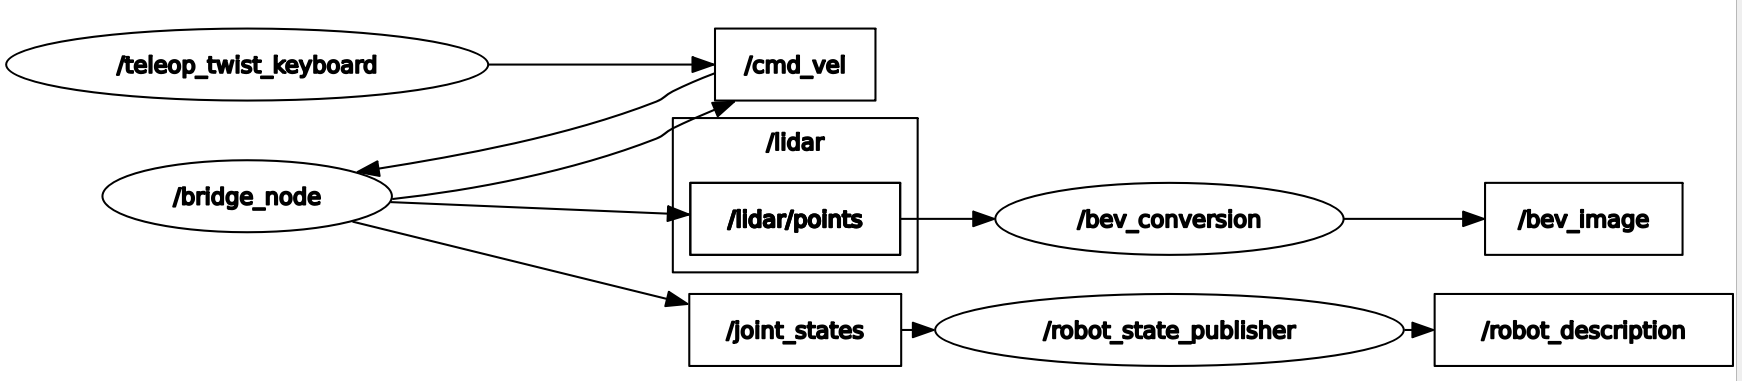 /teleop_twist_keyboard
/cmd_vel
/lidar
/bridge_node
/lidar/points
/bev_conversion
/bev_image
/joint_states
/robot_state_publisher
/robot_description